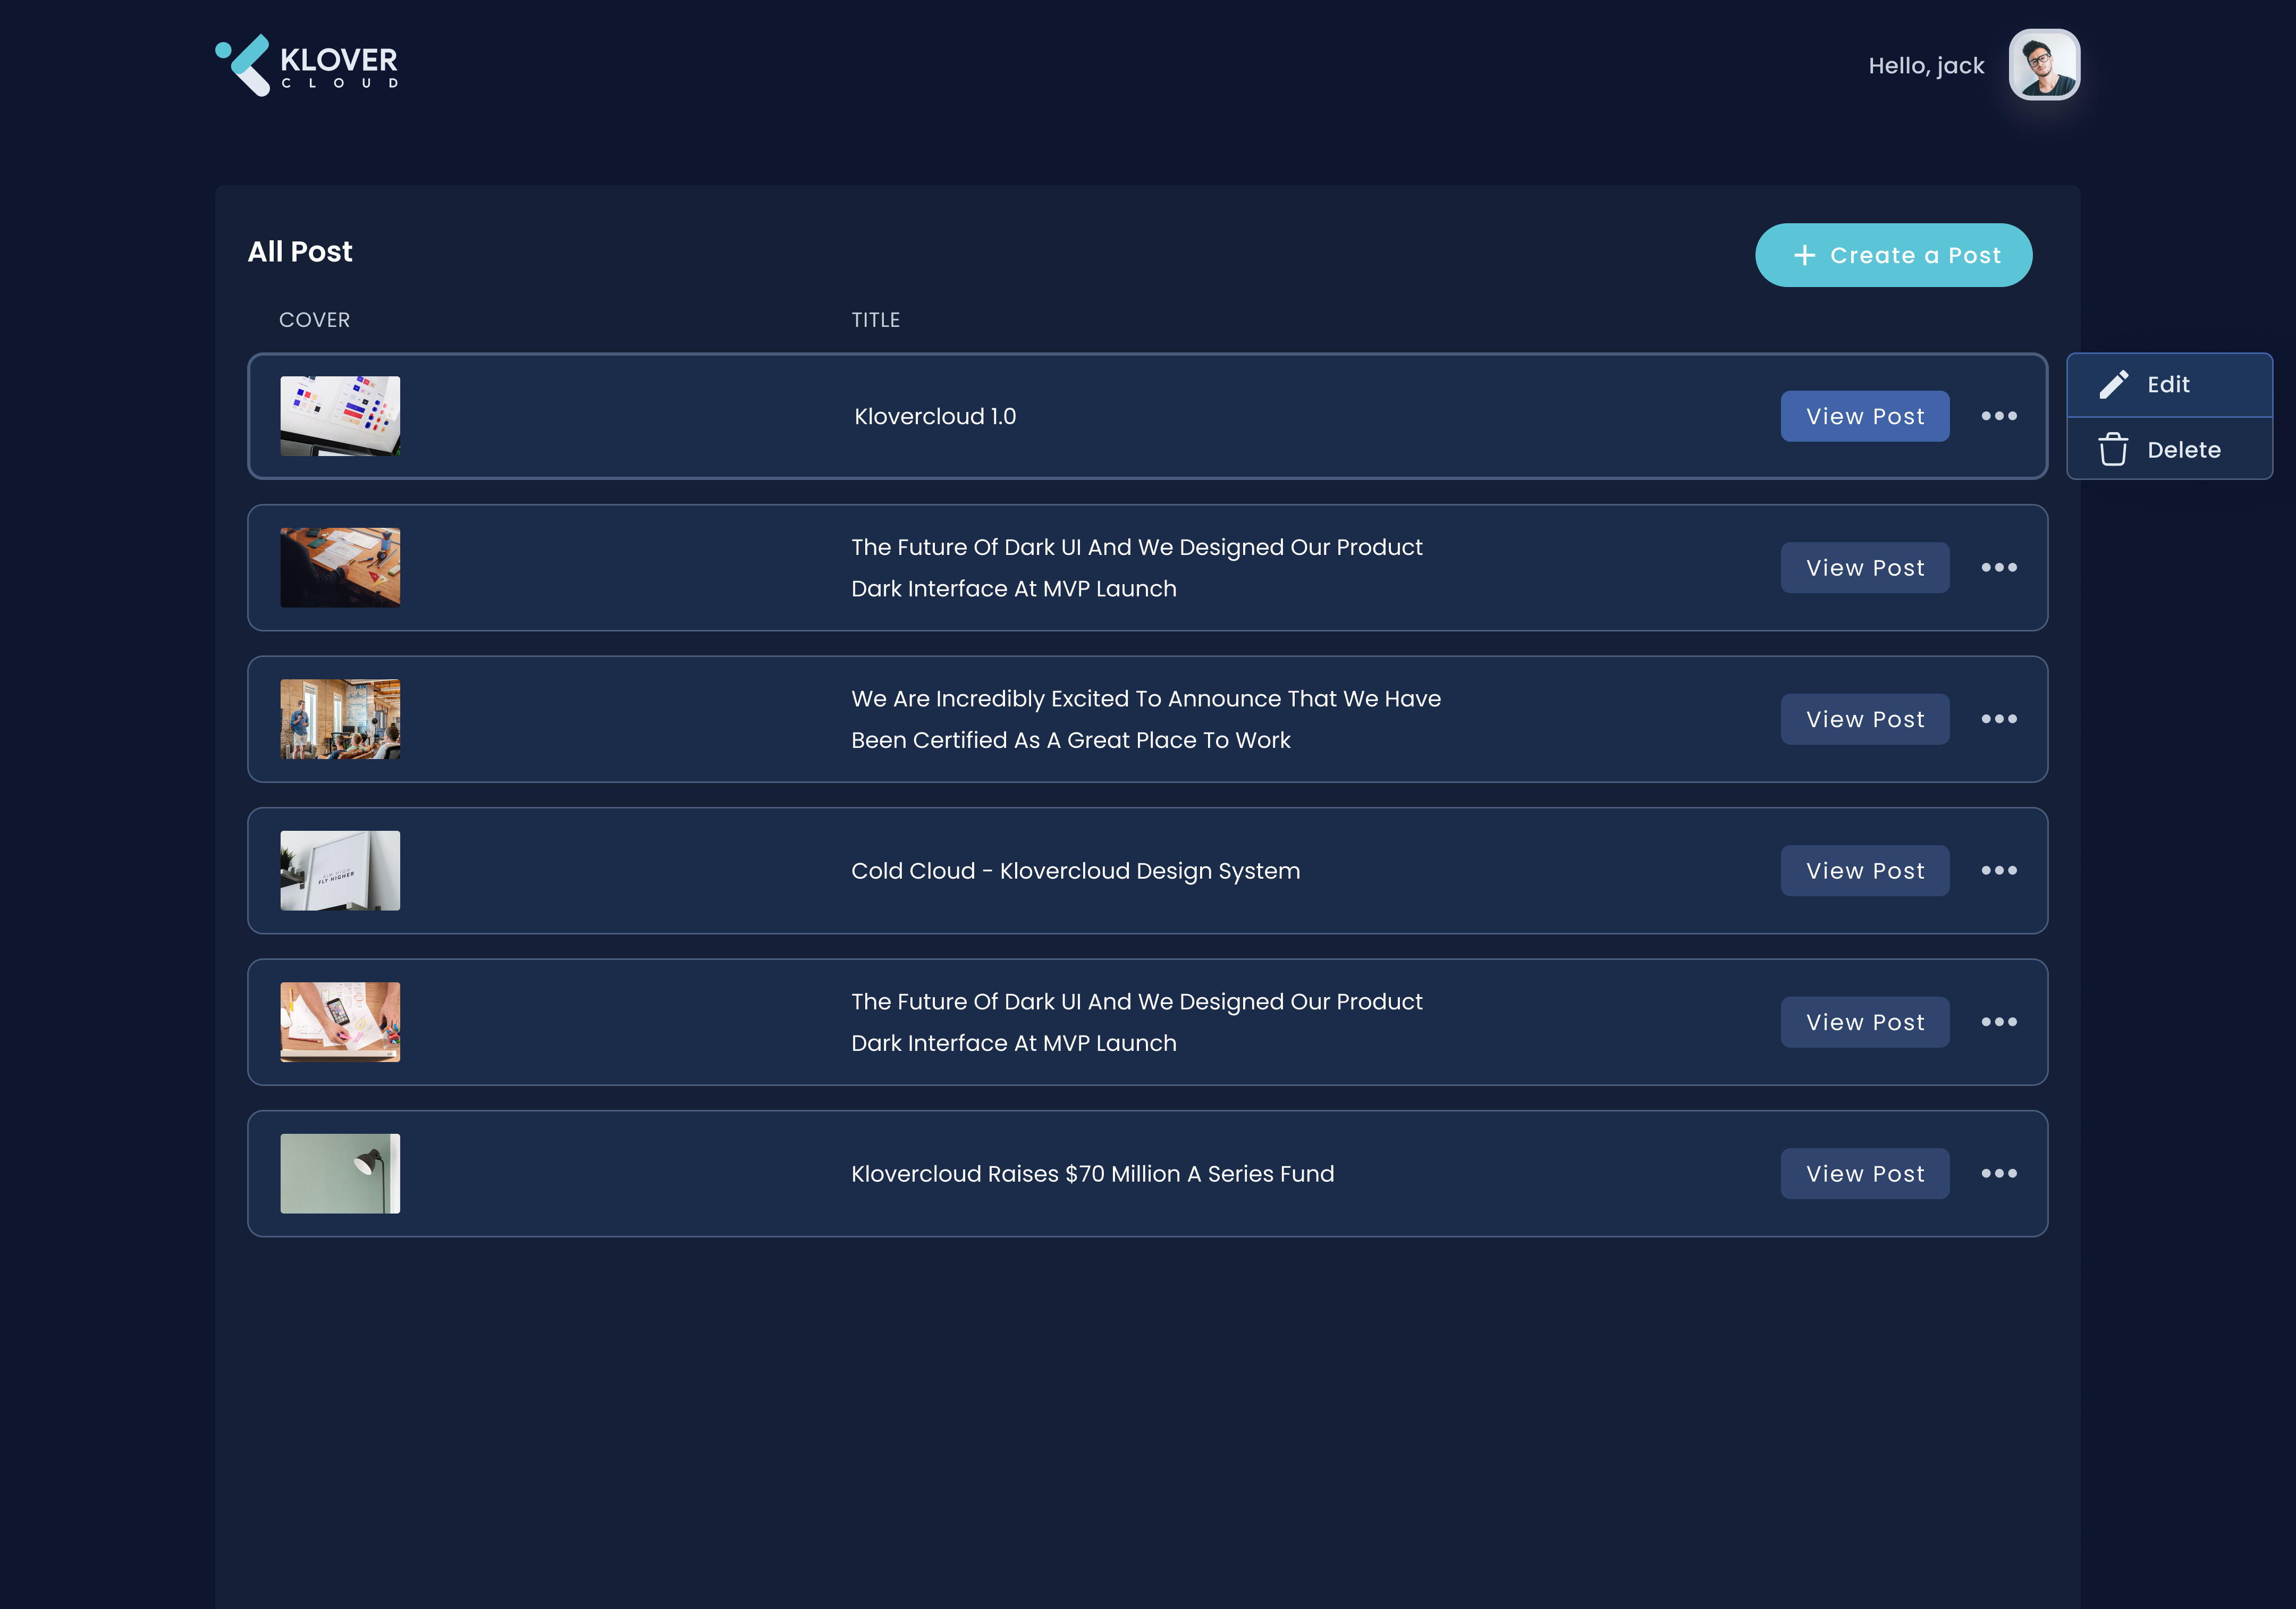 KLOVER
CLOUD
Hello, jack
All Post
+ Create a Post
COVER
TITLE
Klovercloud 1.0
View Post
Edit
Delete
The Future Of Dark UI And We Designed Our Product
Dark Interface At MVP Launch
View Post
We Are Incredibly Excited To Announce That We Have
Been Certified As A Great Place To Work
View Post
FLY HIGHER
Cold Cloud - Klovercloud Design System
View Post
The Future Of Dark UI And We Designed Our Product
Dark Interface At MVP Launch
View Post
Klovercloud Raises $70 Million A Series Fund
View Post